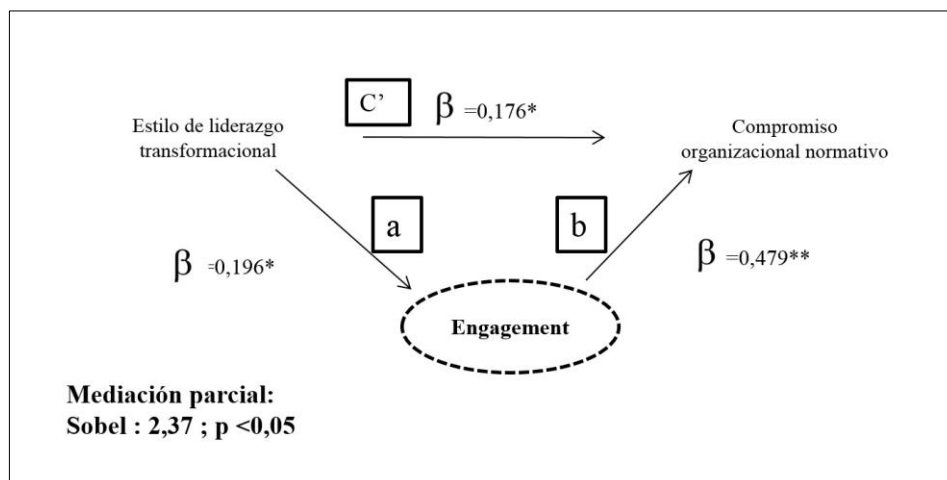 C’
β =0,176*
Estilo de liderazgo
transformacional
Compromiso
organizacional normativo
a
b
β =0,196*
β =0,479**
Engagement
Mediación parcial:
Sobel : 2,37 ; p <0,05